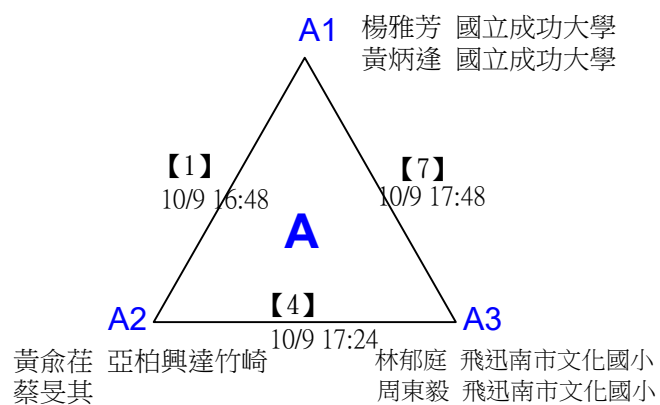 A1
楊雅芳 國立成功大學
黃炳逢 國立成功大學
【1】
10/9 16:48
【7】
10/9 17:48
A
【4】
10/9 17:24
A2
黃兪荏 亞柏興達竹崎
蔡旻其
A3
林郁庭 飛迅南市文化國小
周東毅 飛迅南市文化國小